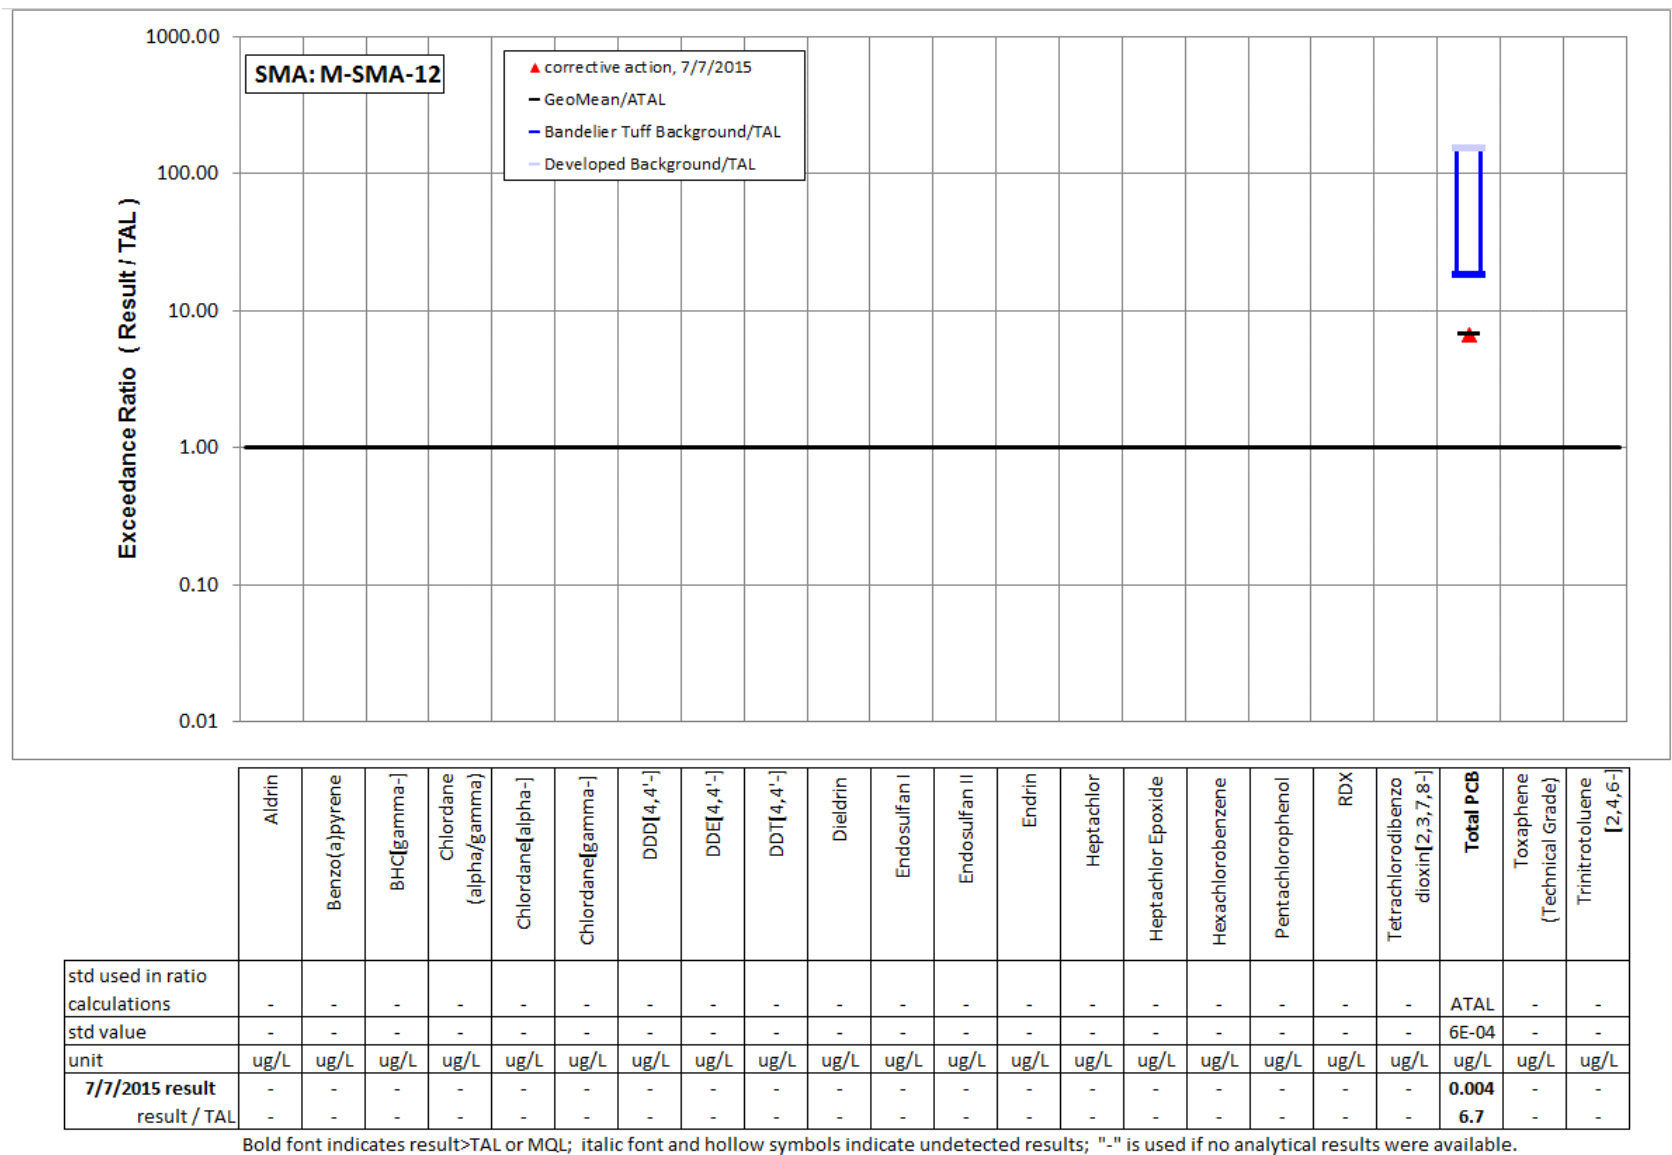 1000.00
100.00
10.00
1.00
0.10
0.01
Exceedance Ratio ( Result / TAL )
SMA: M-SMA-12
corrective action, 7/7/2015
GeoMean/ATAL
Bandelier Tuff Background/TAL
Developed Background/TAL
Aldrin
Benzo(a)pyrene
BHC[gamma-]
Chlordane
(alpha/gamma)
Chlordane[alpha-]
Chlordane[gamma-]
DDD[4,4'-]
DDE[4,4'-]
DDT[4,4'-]
Dieldrin
Endosulfan I
Endosulfan II
Endrin
Heptachlor
Heptachlor Epoxide
Hexachlorobenzene
Pentachlorophenol
RDX
Tetrachlorodibenzo
dioxin[2,3,7,8-]
Total PCB
Toxaphene
(Technical Grade)
Trinitrotoluene
[2,4,6-]
std used in ratio
calculations - - - - - - - - - - - - - - - - - - - ATAL - -
std value - - - - - - - - - - - - - - - - - - - 6E-04 - -
unit ug/L ug/L ug/L ug/L ug/L ug/L ug/L ug/L ug/L ug/L ug/L ug/L ug/L ug/L ug/L ug/L ug/L ug/L ug/L ug/L ug/L ug/L
7/7/2015 result - - - - - - - - - - - - - - - - - - - 0.004 - -
result / TAL - - - - - - - - - - - - - - - - - - - 6.7 - -
Bold font indicates result>TAL or MQL; italic font and hollow symbols indicate undetected results; "-" is used if no analytical results were available.